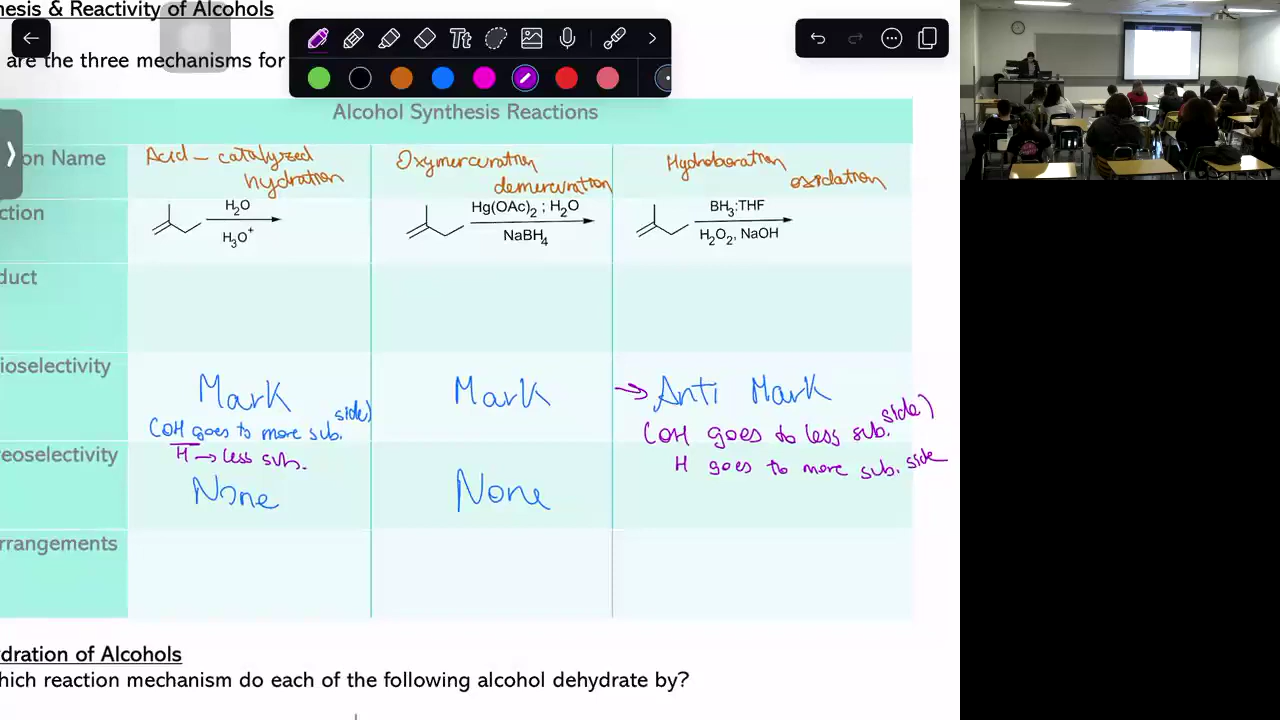 nesis & Reactivity of Alcohols
are the three mechanisms for
Tt
Alcohol Synthesis Reactions
on Name
Acid - catalyzed
hydration
Oxymercuration
demercuration
Hydroboration
oxidation
ction
H₂O
H₃O⁺
Hg(OAc)₂ ; H₂O
NaBH₄
BH₃:THF
H₂O₂, NaOH
duct
ioselectivity
Mark
(OH goes to more sub. side)
H → less sub.
Mark
→ Anti Mark
(OH goes to less sub. side)
H goes to more sub. side
eoselectivity
None
None
rrangements
dration of Alcohols
hich reaction mechanism do each of the following alcohol dehydrate by?